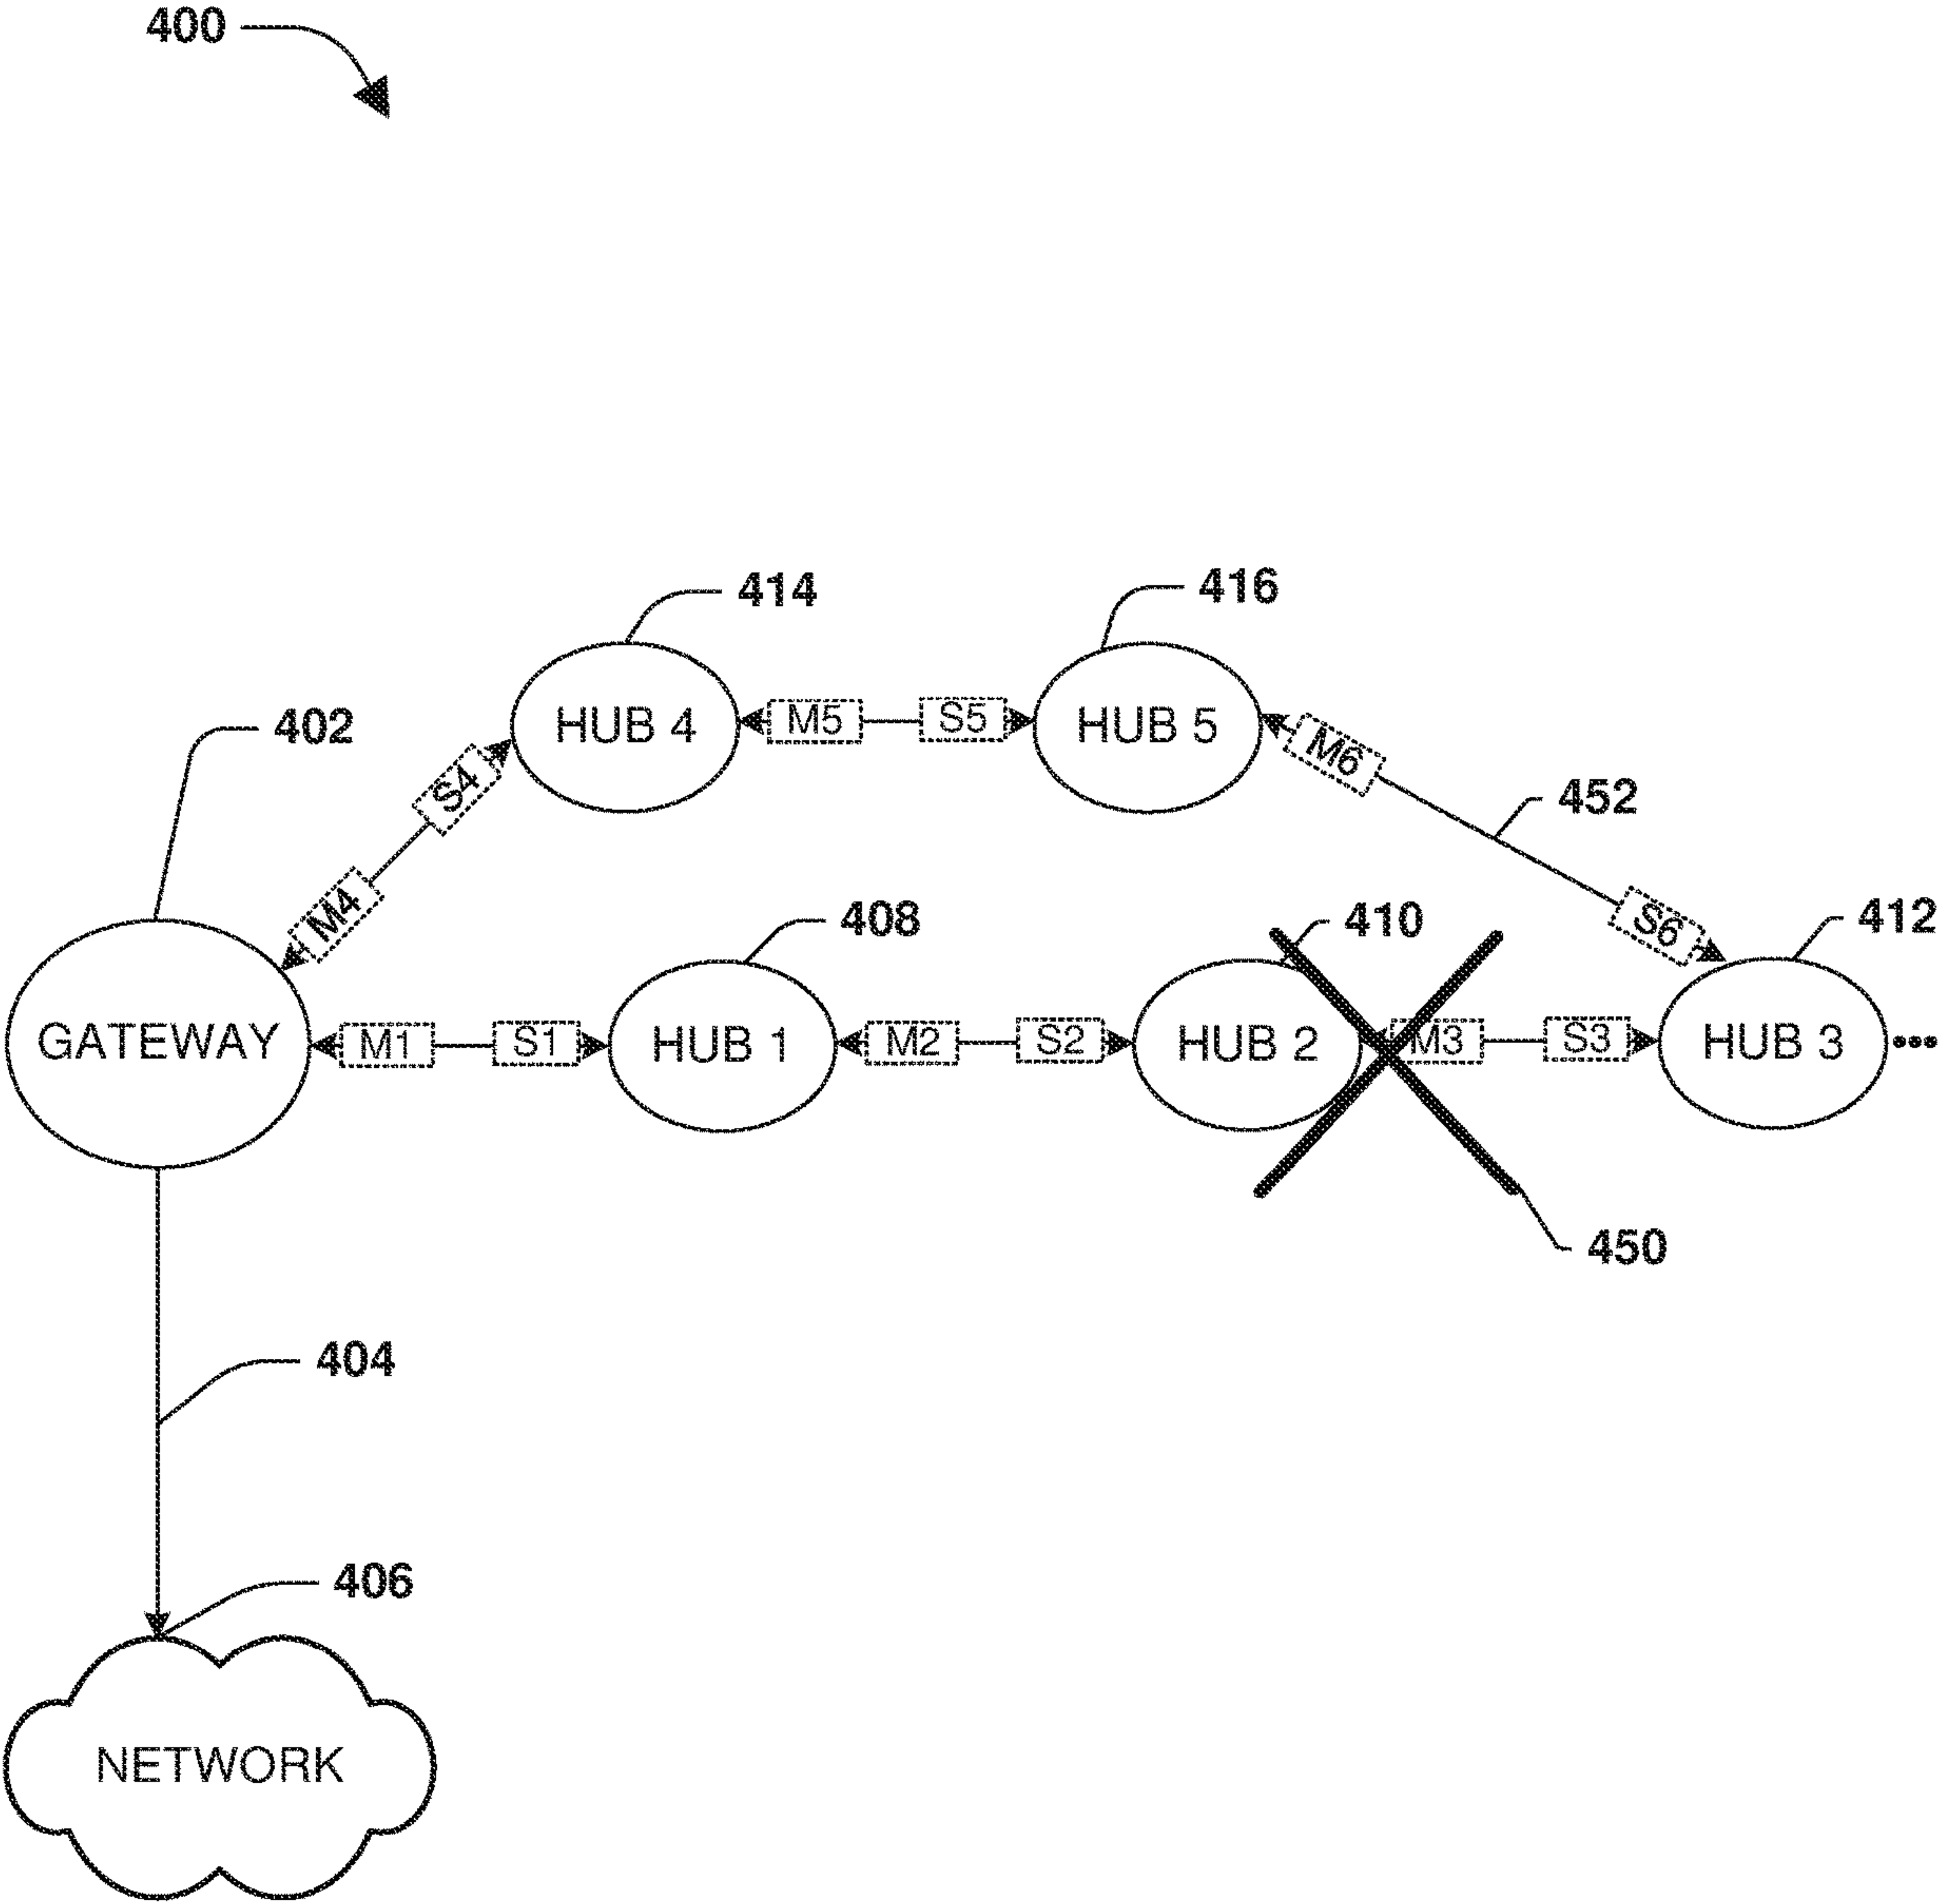 400
414
416
402
HUB 4
M5
S5
HUB 5
M6
S4
452
M4
408
410
S6
412
GATEWAY
M1
S1
HUB 1
M2
S2
HUB 2
M3
S3
HUB 3
•••
450
404
406
NETWORK